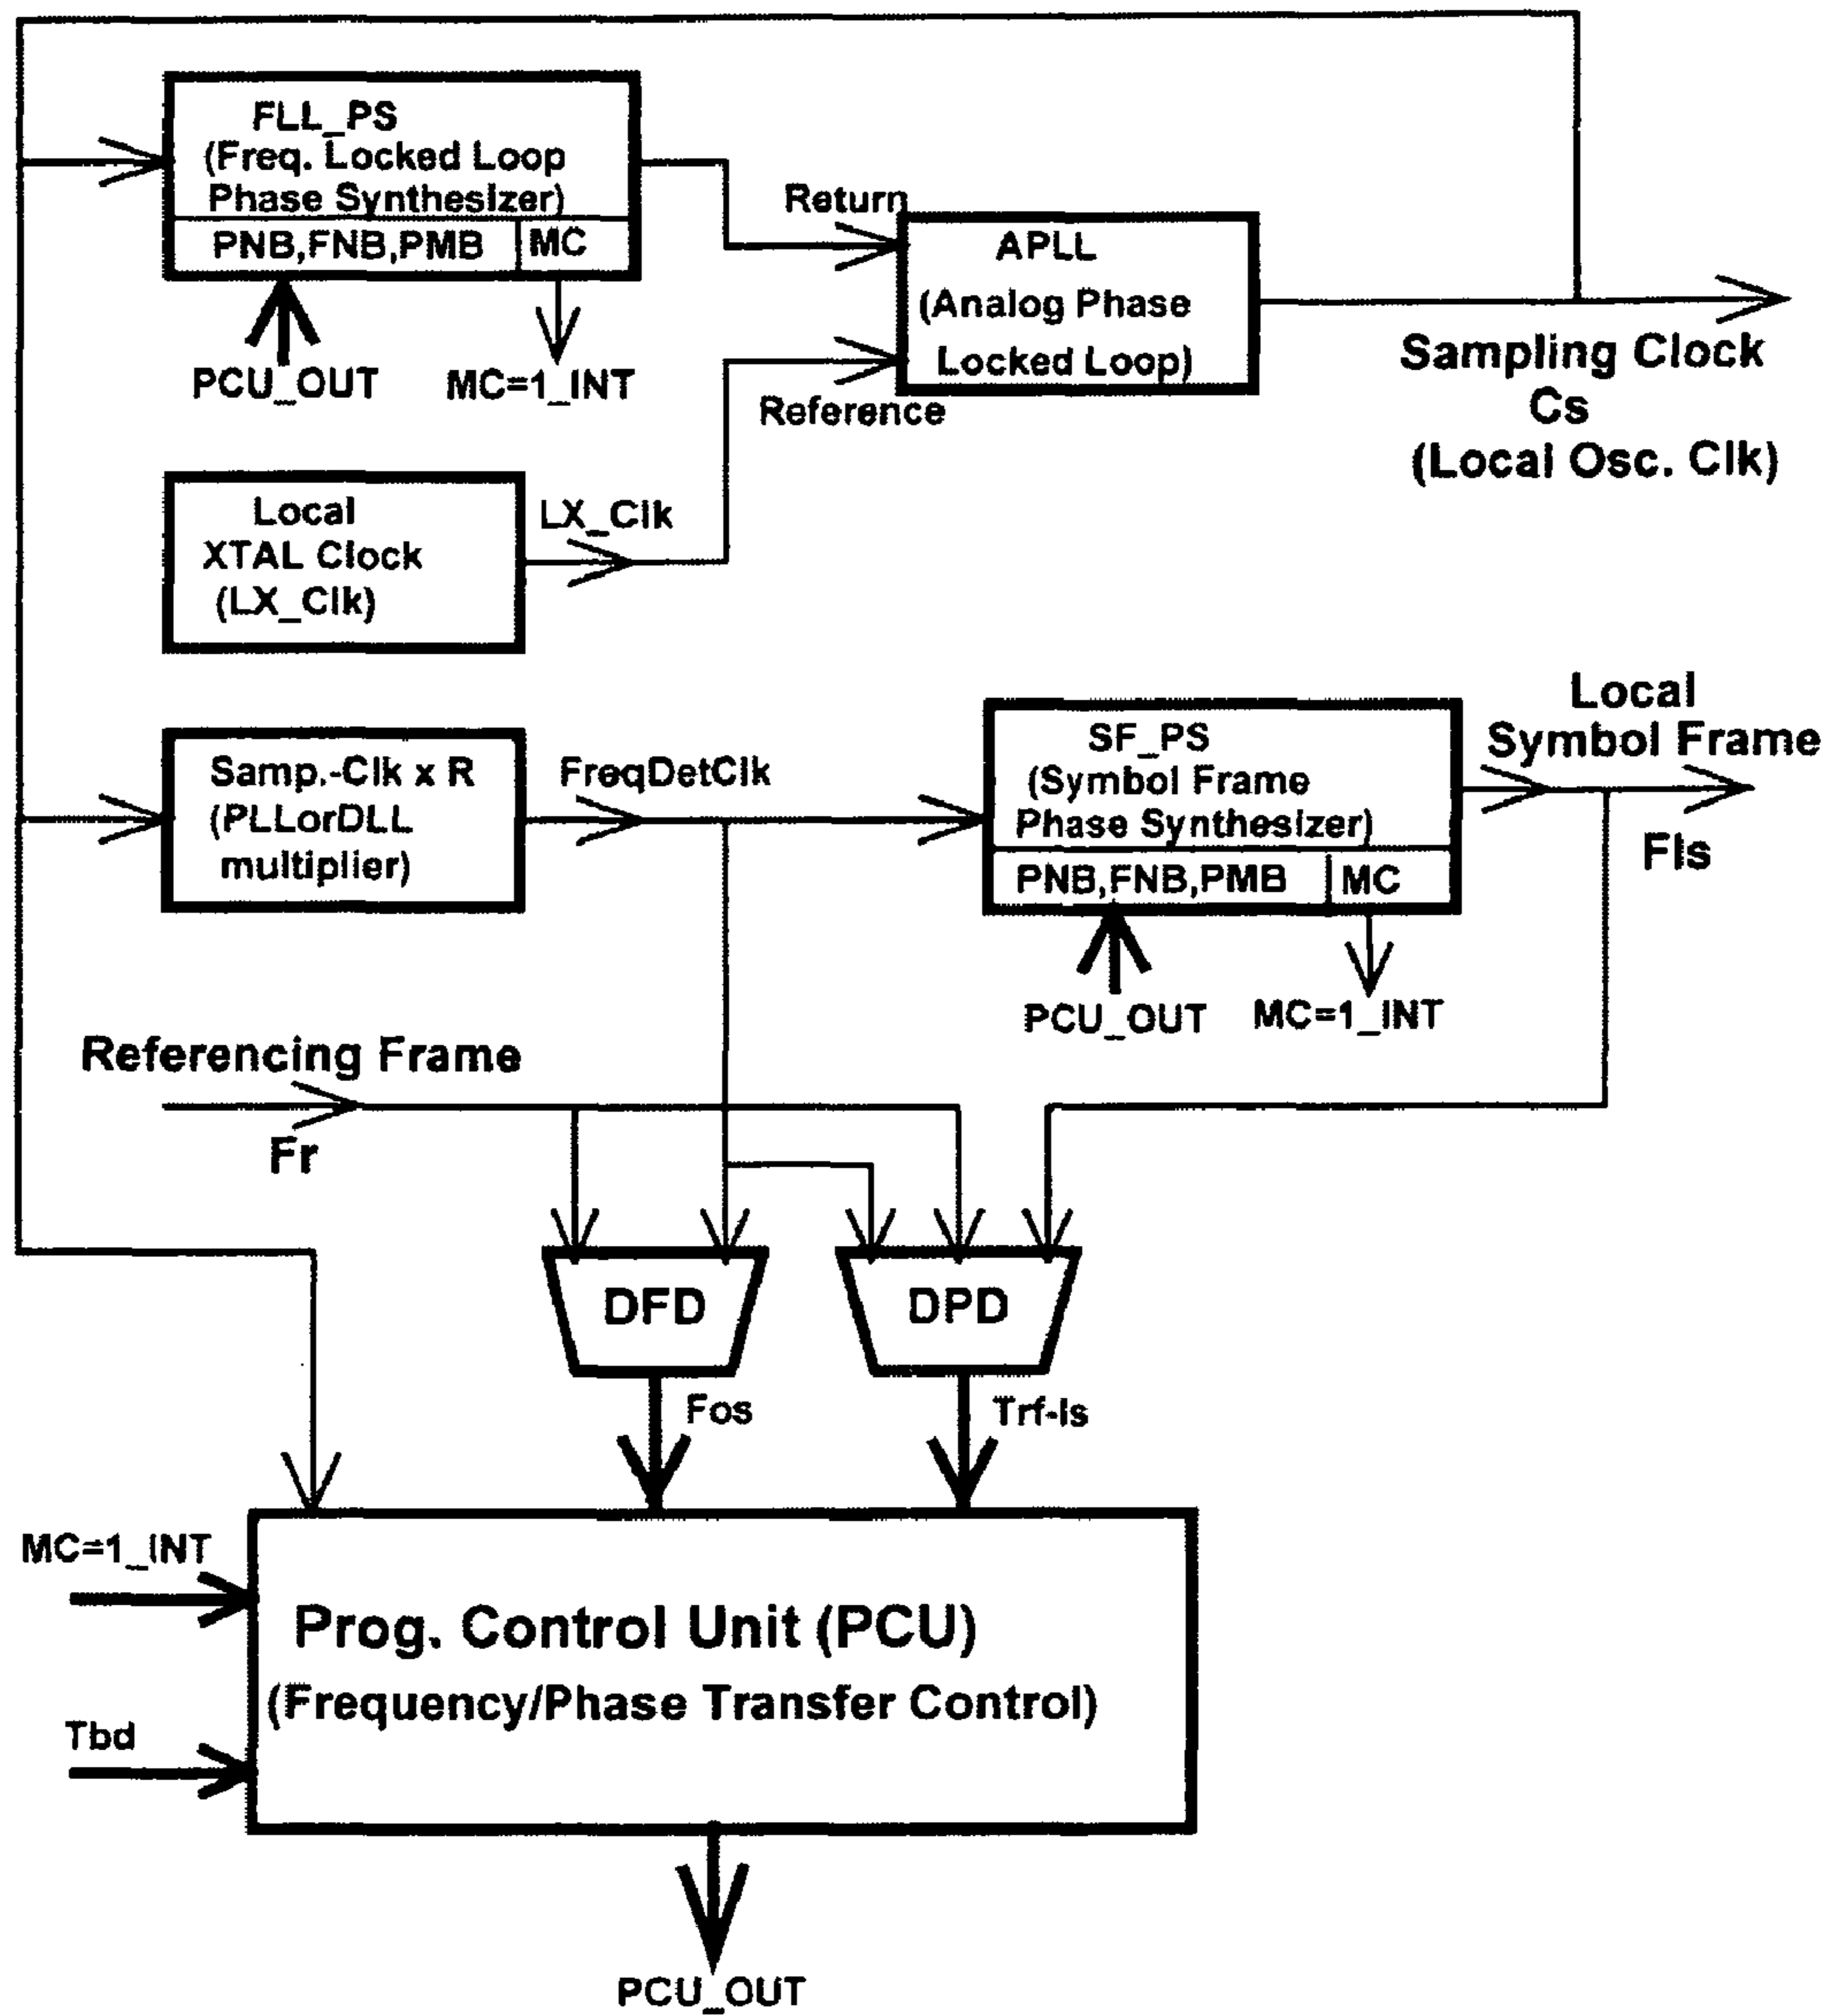 FLL_PS
(Freq. Locked Loop
Phase Synthesizer)
PNB,FNB,PMB
MC
PCU_OUT
MC=1_INT
Return
Reference
APLL
(Analog Phase
Locked Loop)
Sampling Clock
Cs
(Local Osc. Clk)
Local
XTAL Clock
(LX_Clk)
LX_Clk
Samp.-Clk x R
(PLLorDLL
multiplier)
FreqDetClk
SF_PS
(Symbol Frame
Phase Synthesizer)
PNB,FNB,PMB
MC
PCU_OUT
MC=1_INT
Local
Symbol Frame
Fls
Referencing Frame
Fr
DFD
DPD
Fos
Trf-ls
MC=1_INT
Tbd
Prog. Control Unit (PCU)
(Frequency/Phase Transfer Control)
PCU_OUT